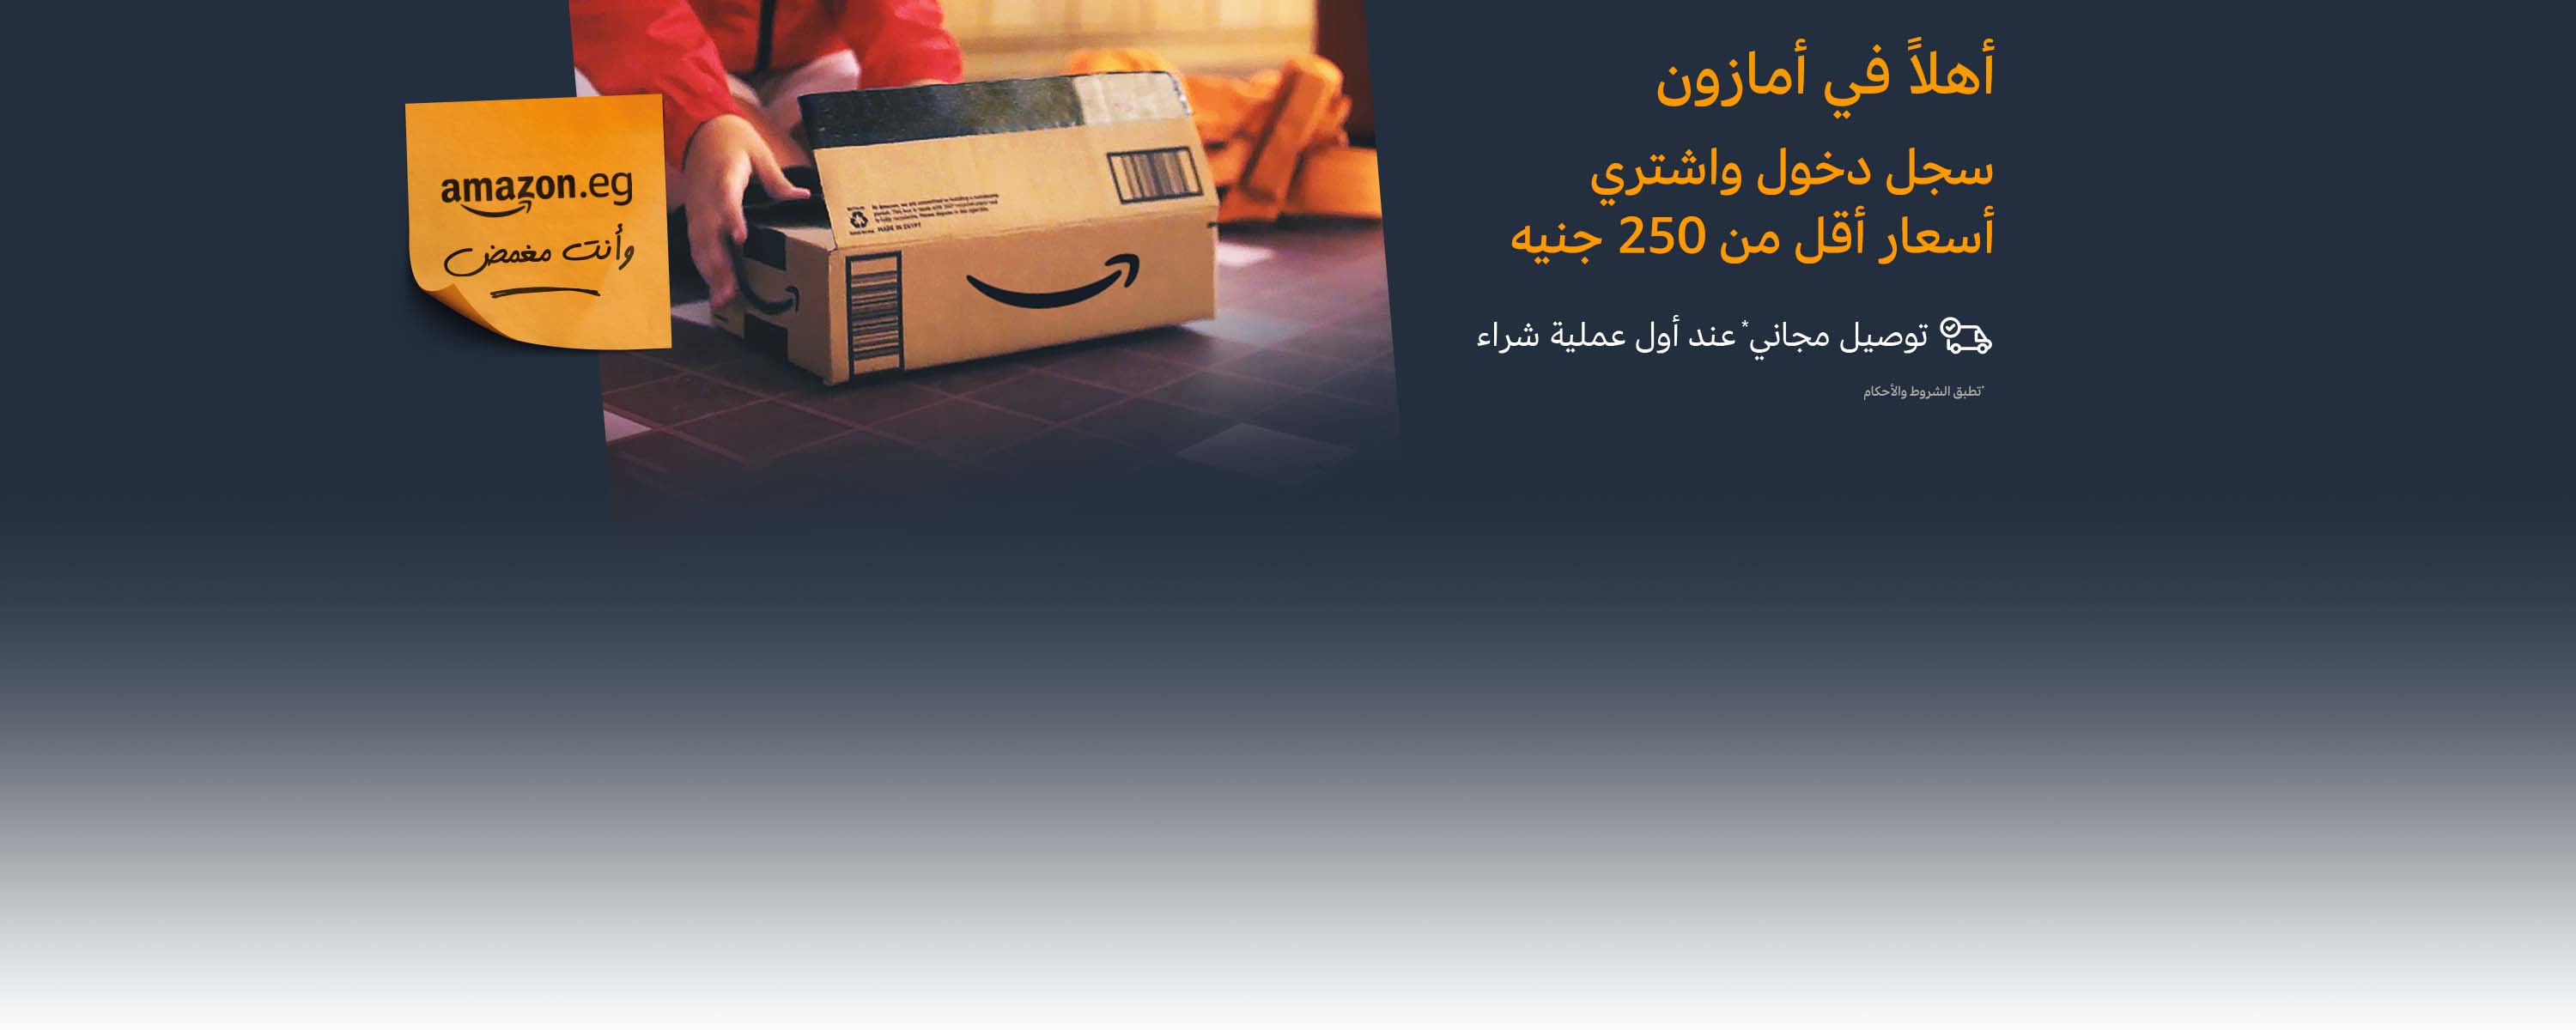 أهلاً في أمازون
سجل دخول واشتري
أسعار أقل من 250 جنيه
توصيل مجاني* عند أول عملية شراء
*تطبق الشروط والأحكام
amazon.eg
وأنت مغمض
MADE IN EGYPT